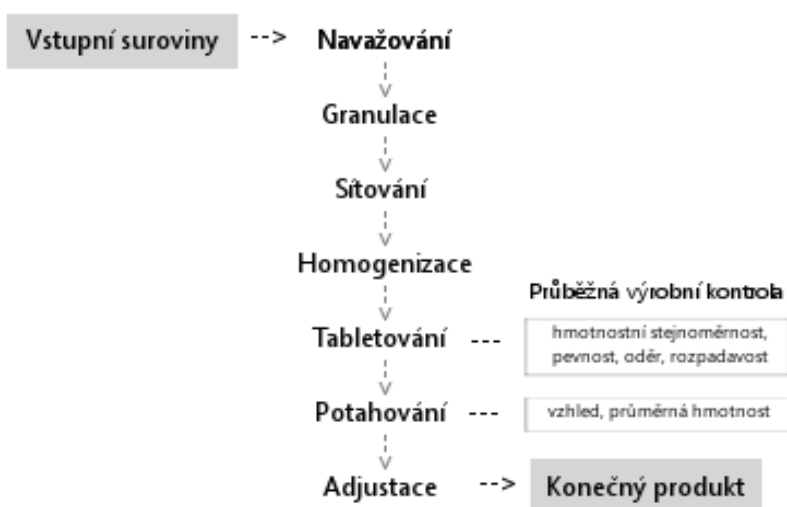 Vstupní suroviny --> Navažování
Granulace
Sítování
Homogenizace
Průběžná výrobní kontrola
Tabletování --- hmotnostní stejnoměrnost,
pevnost, oděr, rozpadavost
Potahování --- vzhled, průměrná hmotnost
Adjustace --> Konečný produkt